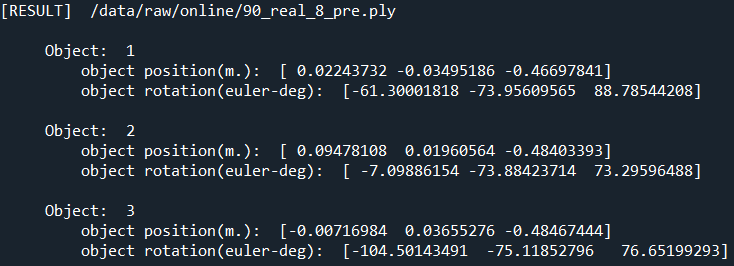 [RESULT]  /data/raw/online/90_real_8_pre.ply
Object:  1
object position(m.):  [ 0.02243732 -0.03495186 -0.46697841]
object rotation(euler-deg):  [-61.30001818 -73.95609565  88.78544208]
Object:  2
object position(m.):  [ 0.09478108  0.01960564 -0.48403393]
object rotation(euler-deg):  [ -7.09886154 -73.88423714  73.29596488]
Object:  3
object position(m.):  [-0.00716984  0.03655276 -0.48467444]
object rotation(euler-deg):  [-104.50143491  -75.11852796   76.65199293]